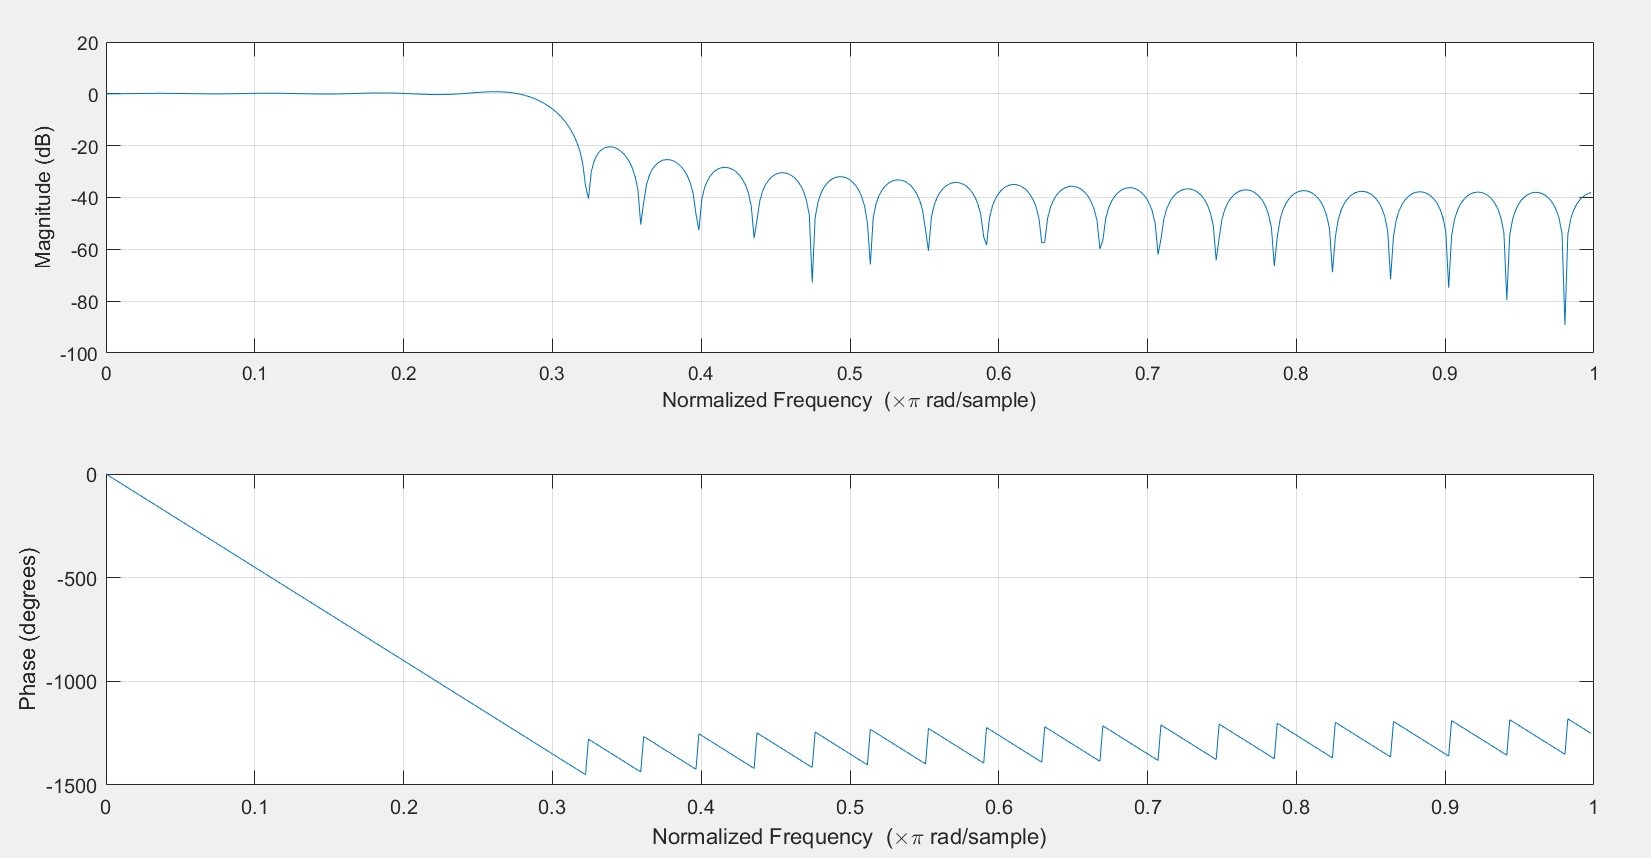 20
0
-20
-40
-60
-80
-100
Magnitude (dB)
0 0.1 0.2 0.3 0.4 0.5 0.6 0.7 0.8 0.9 1
Normalized Frequency (×π rad/sample)
0
-500
-1000
-1500
Phase (degrees)
0 0.1 0.2 0.3 0.4 0.5 0.6 0.7 0.8 0.9 1
Normalized Frequency (×π rad/sample)